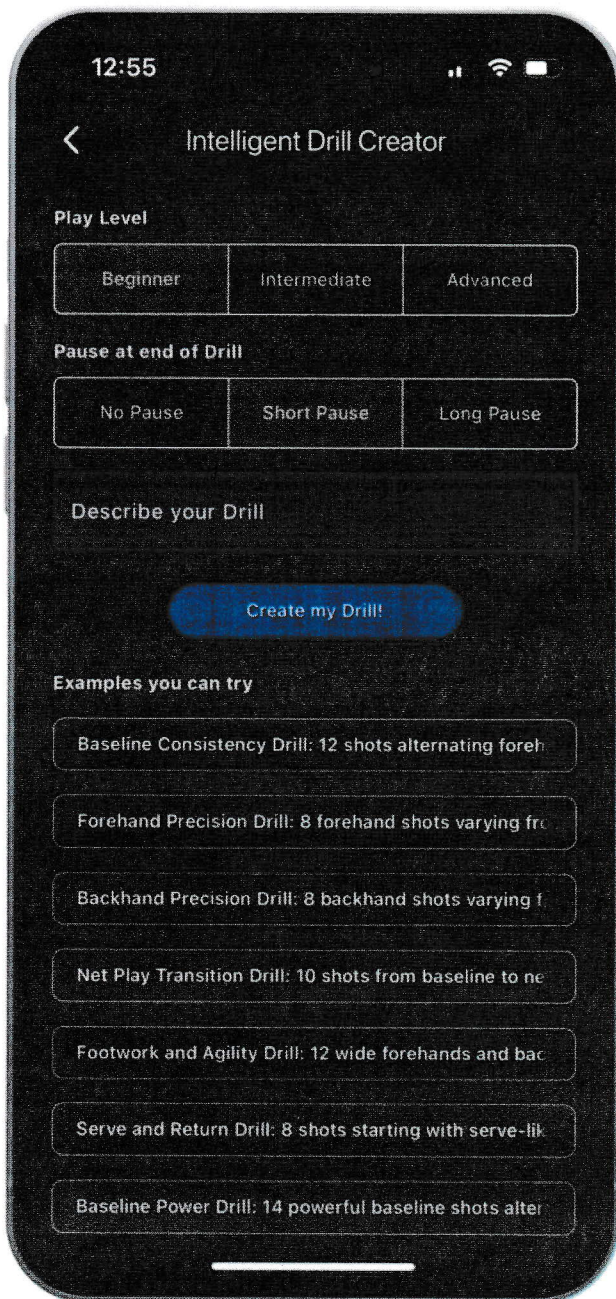 12:55
Intelligent Drill Creator
Play Level
Beginner Intermediate Advanced
Pause at end of Drill
No Pause Short Pause Long Pause
Describe your Drill
Create my Drill!
Examples you can try
Baseline Consistency Drill: 12 shots alternating foreh
Forehand Precision Drill: 8 forehand shots varying fro
Backhand Precision Drill: 8 backhand shots varying f
Net Play Transition Drill: 10 shots from baseline to ne
Footwork and Agility Drill: 12 wide forehands and bac
Serve and Return Drill: 8 shots starting with serve-lik
Baseline Power Drill: 14 powerful baseline shots alter